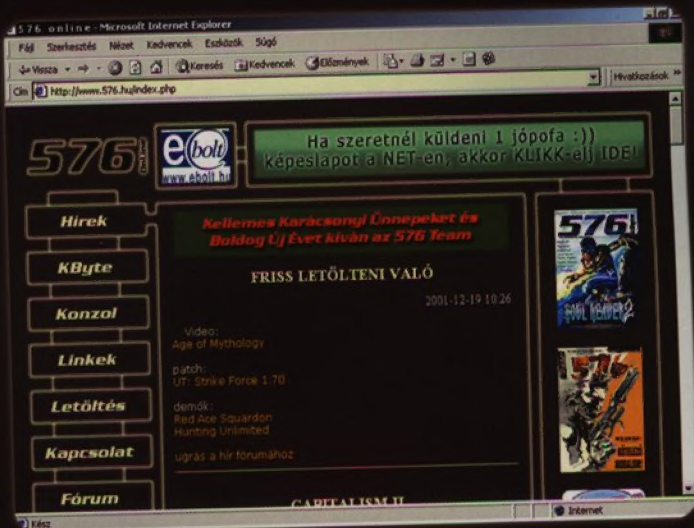 576 online - Microsoft Internet Explorer
Fájl Szerkesztés Nézet Kedvencek Eszközök Súgó
Vissza Keresés Kedvencek Előzmények
Cím http://www.576.hu/index.php Hivatkozások »
576
e bolt
www.ebolt.hu
Ha szeretnél küldeni 1 jópofa :))
képeslapot a NET-en, akkor KLIKK-elj IDE!
Hírek
KByte
Konzol
Linkek
Letöltés
Kapcsolat
Fórum
Kellemes Karácsonyi Ünnepeket és
Boldog Új Évet kíván az 576 Team
FRISS LETÖLTENI VALÓ
2001-12-19 10:26
Video:
Age of Mythology
patch:
UT: Strike Force 1.70
demók:
Red Ace Squardon
Hunting Unlimited
ugrás a hír fórumához
CAPITALISM II
576
SOUL REAVER 2
576
Kész
Internet